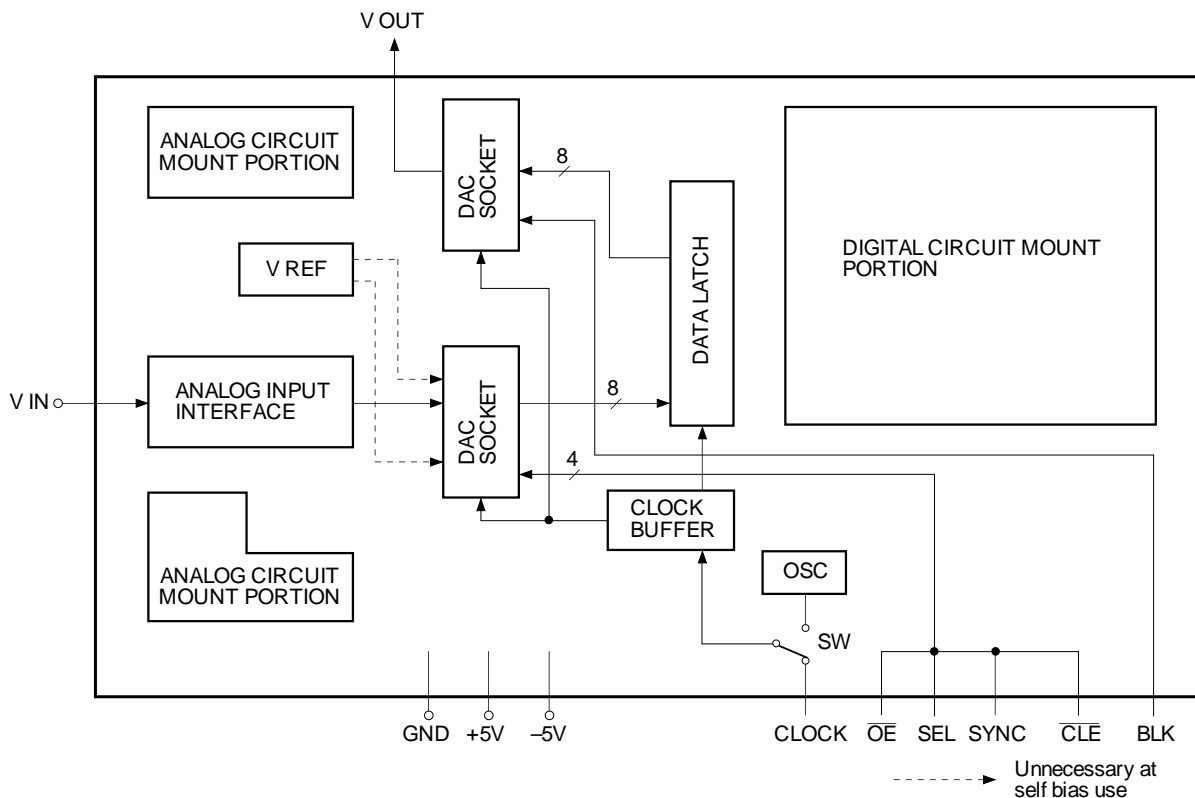 V OUT
ANALOG CIRCUIT
MOUNT PORTION
DAC
SOCKET
8
DATA LATCH
DIGITAL CIRCUIT MOUNT
PORTION
V REF
V IN
ANALOG INPUT
INTERFACE
DAC
SOCKET
8
4
CLOCK
BUFFER
ANALOG CIRCUIT
MOUNT PORTION
OSC
SW
GND
+5V
–5V
CLOCK
O̅E̅
SEL
SYNC
C̅L̅E̅
BLK
Unnecessary at
self bias use